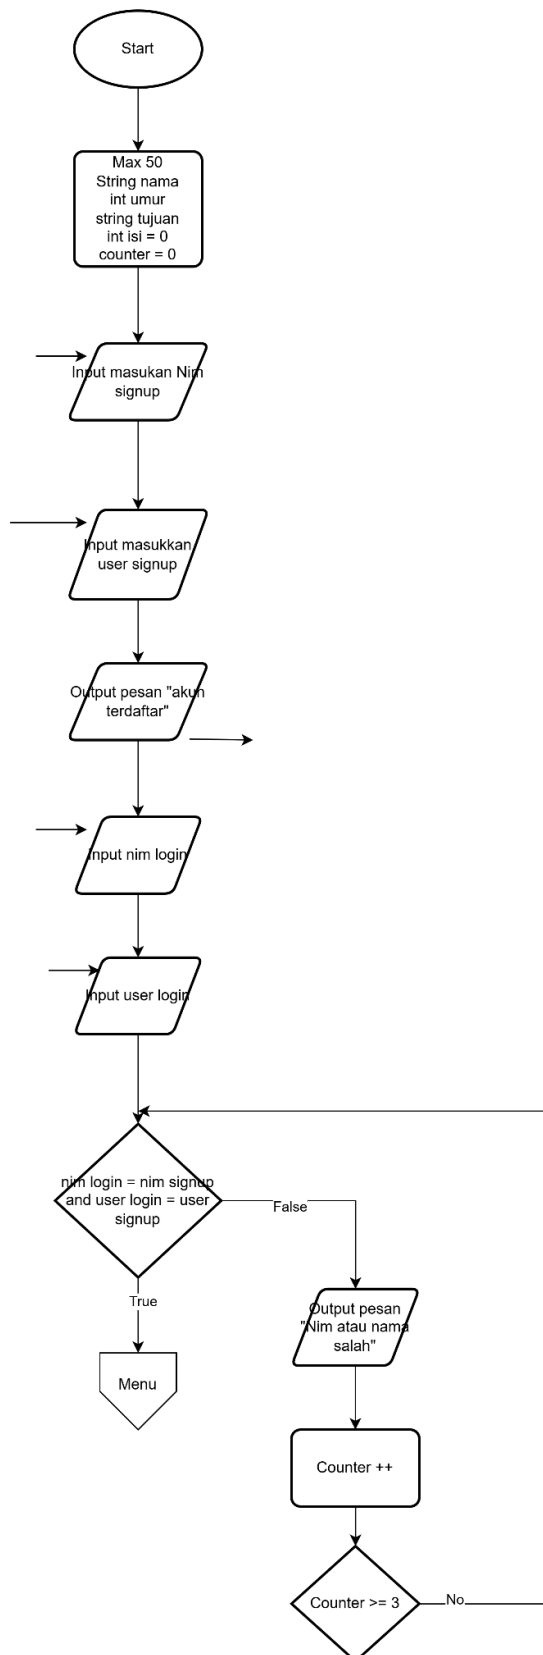 Start
Max 50
String nama
int umur
string tujuan
int isi = 0
counter = 0
Input masukan Nim
signup
Input masukkan
user signup
Output pesan "akun
terdaftar"
Input nim login
Input user login
nim login = nim signup
and user login = user
signup
False
True
Output pesan
"Nim atau nama
salah"
Menu
Counter ++
Counter >= 3
No